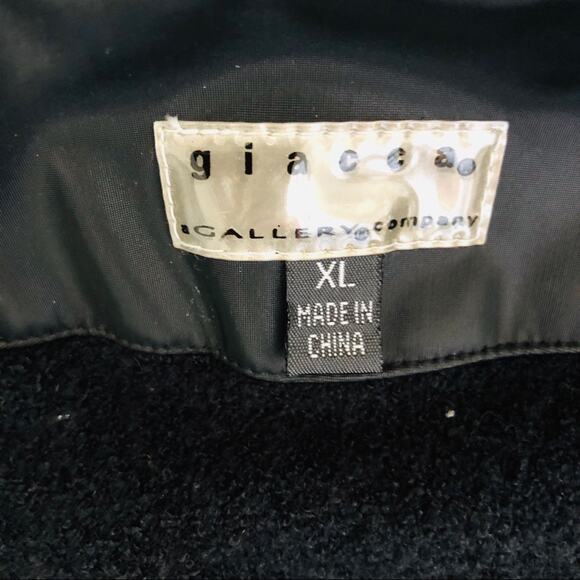 giacca®
a GALLERY® company
XL
MADE IN
CHINA